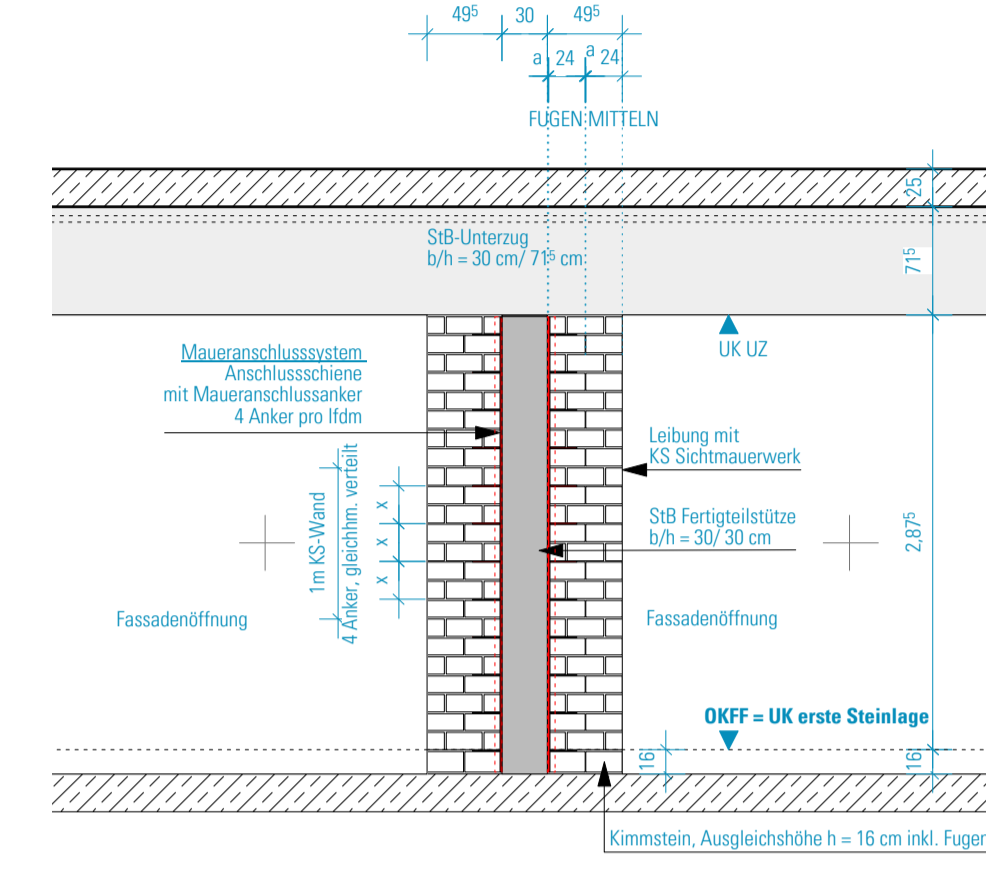 49⁵ 30 49⁵
a 24 a 24
FUGEN MITTELN
25
StB-Unterzug
b/h = 30 cm/ 71⁵ cm
71⁵
UK UZ
Maueranschlusssystem
Anschlussschiene
mit Maueranschlussanker
4 Anker pro lfdm
Leibung mit
KS Sichtmauerwerk
1m KS-Wand
4 Anker, gleichhm. verteilt
x
x
x
StB Fertigteilstütze
b/h = 30/ 30 cm
2,87⁵
Fassadenöffnung
Fassadenöffnung
OKFF = UK erste Steinlage
16
16
Kimmstein, Ausgleichshöhe h = 16 cm inkl. Fugen